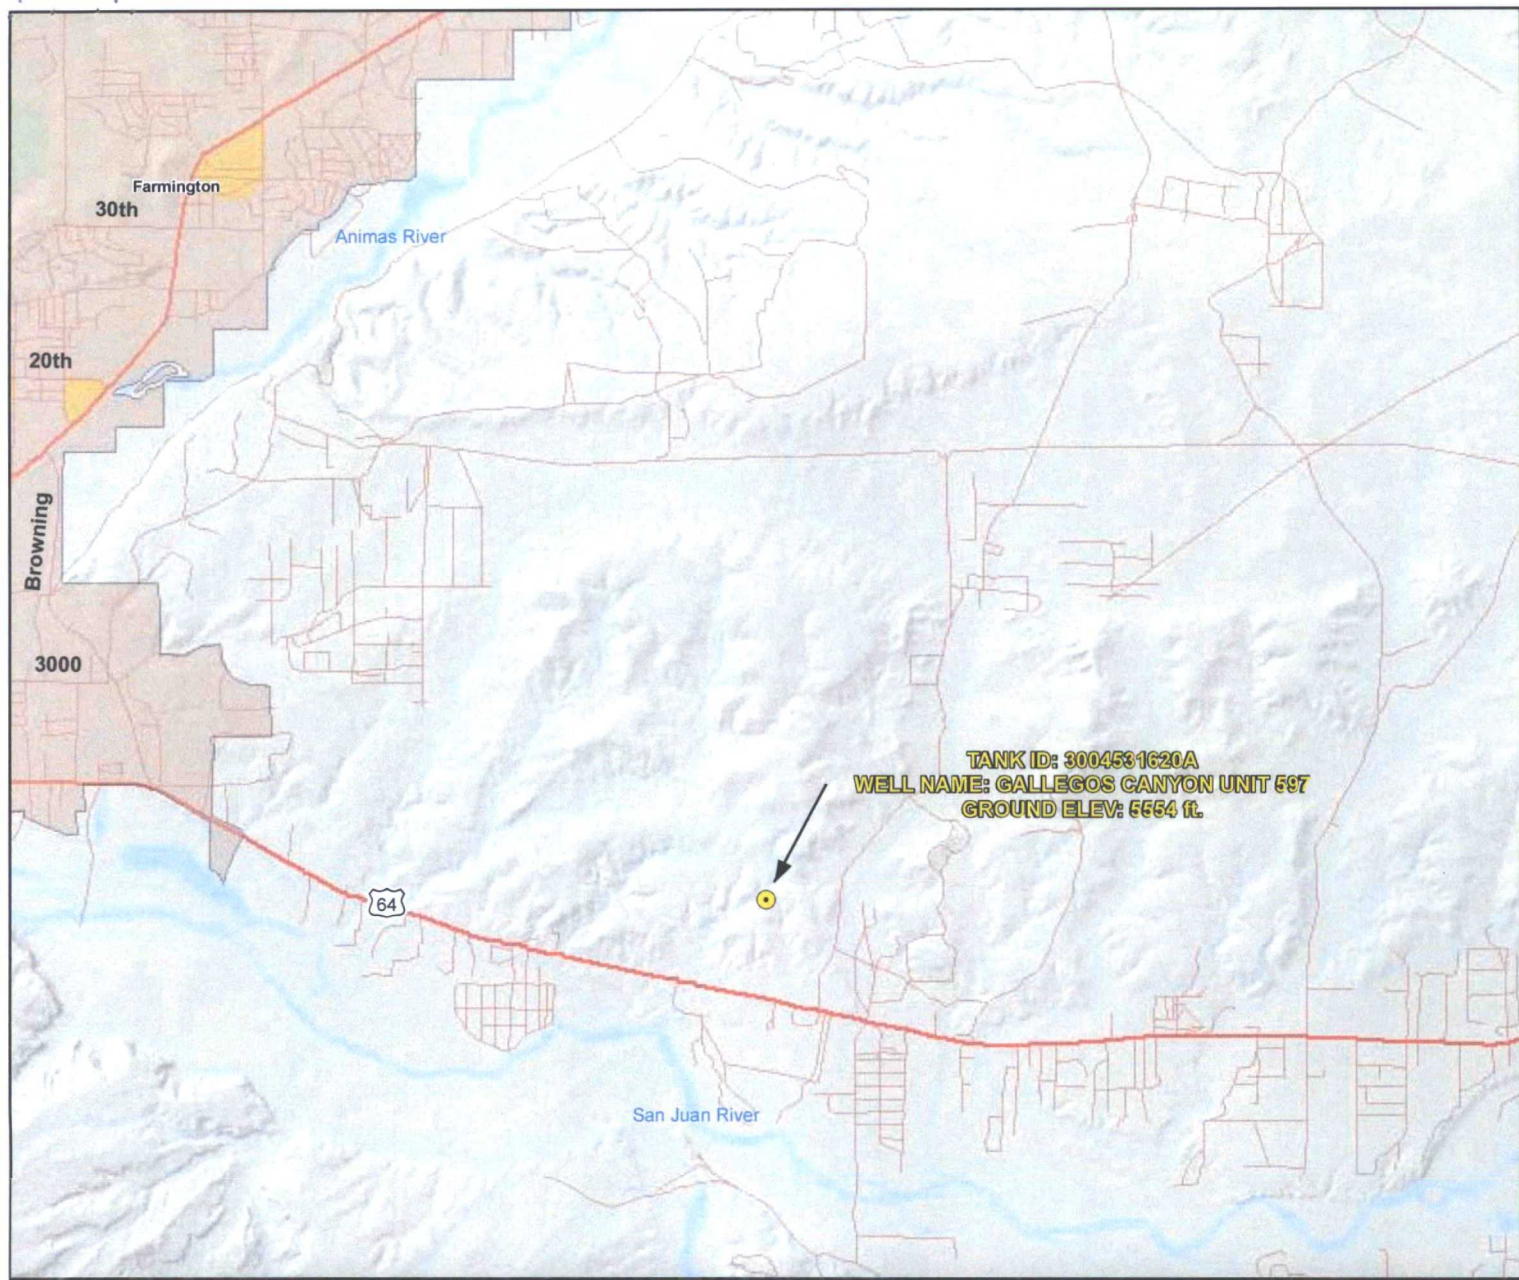 Farmington
30th
Animas River
20th
Browning
3000
TANK ID: 3004531620A
WELL NAME: GALLEGOS CANYON UNIT 597
GROUND ELEV: 5554 ft.
64
San Juan River